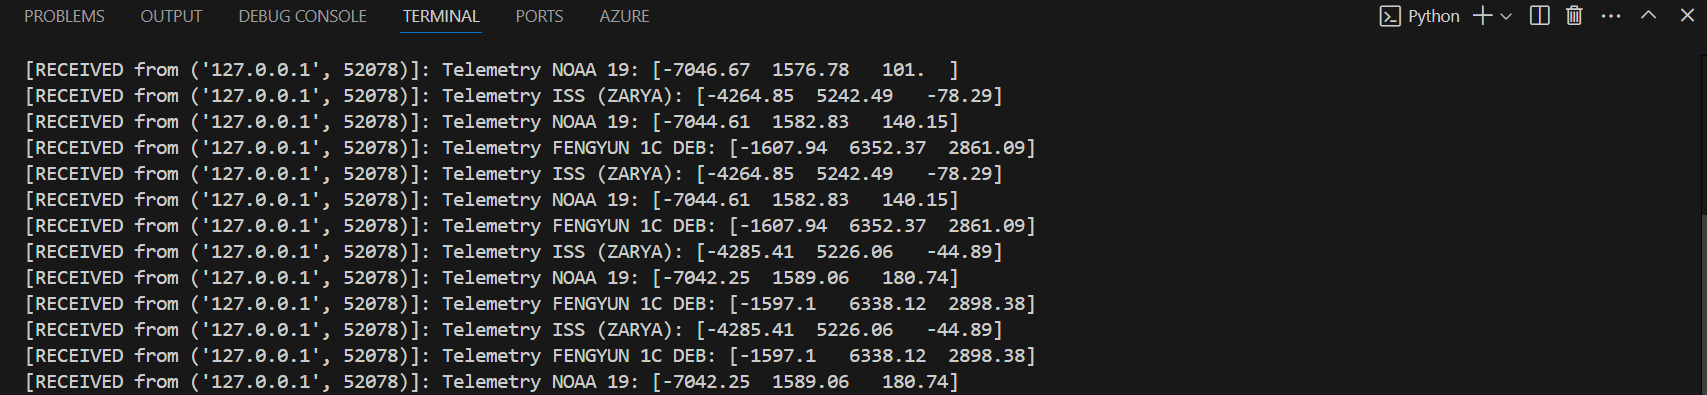 PROBLEMS OUTPUT DEBUG CONSOLE TERMINAL PORTS AZURE Python
[RECEIVED from ('127.0.0.1', 52078)]: Telemetry NOAA 19: [-7046.67  1576.78   101.  ]
[RECEIVED from ('127.0.0.1', 52078)]: Telemetry ISS (ZARYA): [-4264.85  5242.49   -78.29]
[RECEIVED from ('127.0.0.1', 52078)]: Telemetry NOAA 19: [-7044.61  1582.83   140.15]
[RECEIVED from ('127.0.0.1', 52078)]: Telemetry FENGYUN 1C DEB: [-1607.94  6352.37  2861.09]
[RECEIVED from ('127.0.0.1', 52078)]: Telemetry ISS (ZARYA): [-4264.85  5242.49   -78.29]
[RECEIVED from ('127.0.0.1', 52078)]: Telemetry NOAA 19: [-7044.61  1582.83   140.15]
[RECEIVED from ('127.0.0.1', 52078)]: Telemetry FENGYUN 1C DEB: [-1607.94  6352.37  2861.09]
[RECEIVED from ('127.0.0.1', 52078)]: Telemetry ISS (ZARYA): [-4285.41  5226.06   -44.89]
[RECEIVED from ('127.0.0.1', 52078)]: Telemetry NOAA 19: [-7042.25  1589.06   180.74]
[RECEIVED from ('127.0.0.1', 52078)]: Telemetry FENGYUN 1C DEB: [-1597.1   6338.12  2898.38]
[RECEIVED from ('127.0.0.1', 52078)]: Telemetry ISS (ZARYA): [-4285.41  5226.06   -44.89]
[RECEIVED from ('127.0.0.1', 52078)]: Telemetry FENGYUN 1C DEB: [-1597.1   6338.12  2898.38]
[RECEIVED from ('127.0.0.1', 52078)]: Telemetry NOAA 19: [-7042.25  1589.06   180.74]